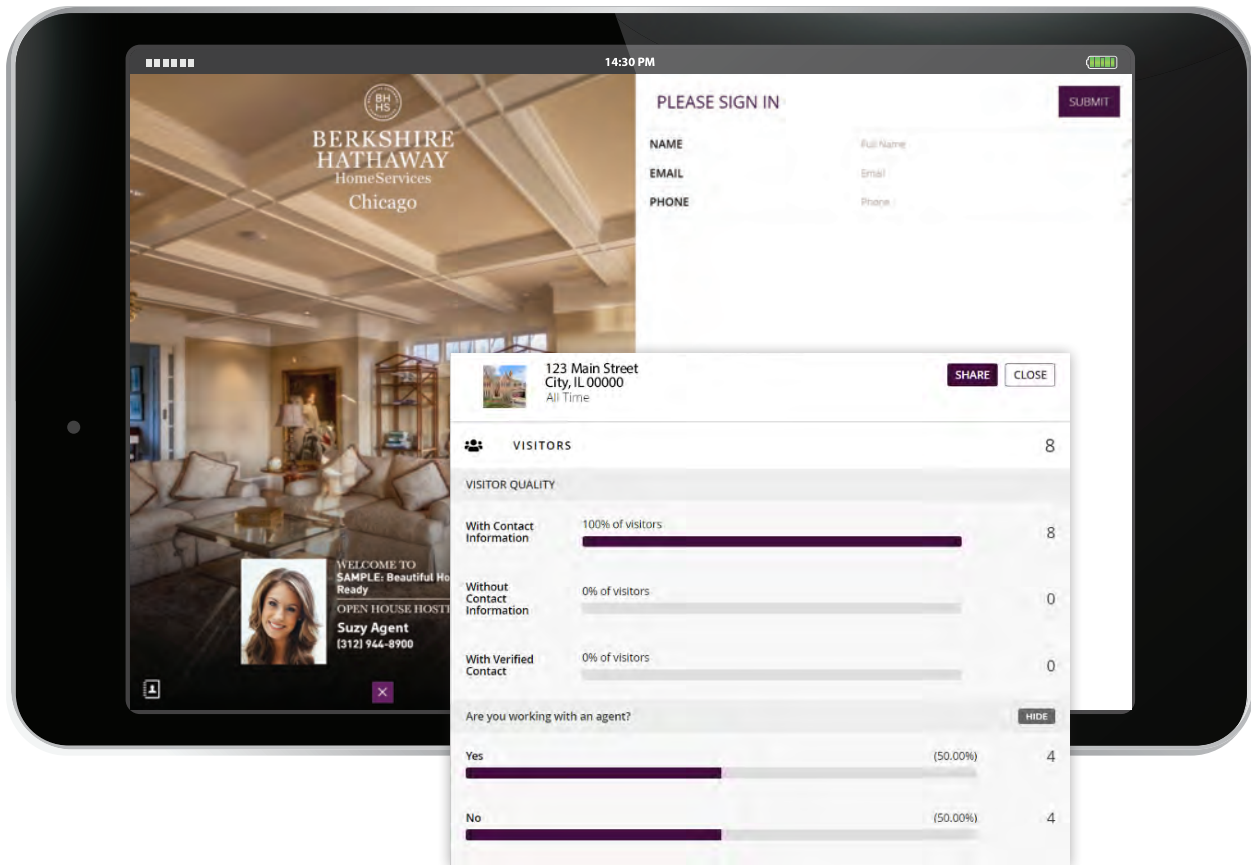 14:30 PM
BH
HS
BERKSHIRE
HATHAWAY
HomeServices
Chicago
WELCOME TO
SAMPLE: Beautiful Ho
Ready
OPEN HOUSE HOST
Suzy Agent
(312) 944-8900
PLEASE SIGN IN
SUBMIT
NAME Full Name
EMAIL Email
PHONE Phone
123 Main Street
City, IL 00000
All Time
SHARE CLOSE
VISITORS 8
VISITOR QUALITY
With Contact
Information
100% of visitors
8
Without
Contact
Information
0% of visitors
0
With Verified
Contact
0% of visitors
0
Are you working with an agent? HIDE
Yes (50.00%) 4
No (50.00%) 4